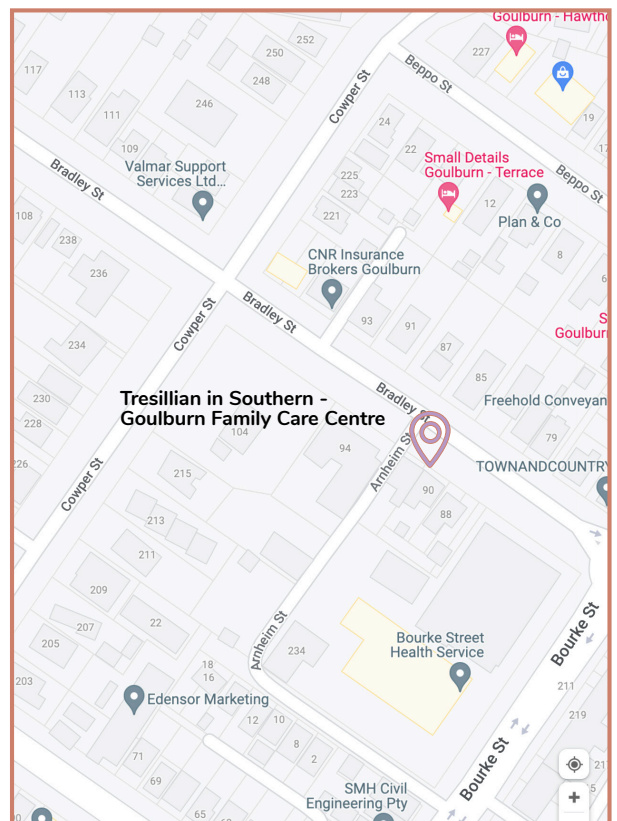 Goulburn - Hawtho
252
227
250
117
Beppo St
248
Cowper St
113
246
111
24
19
109
22
17
Valmar Support
Services Ltd...
Small Details
Goulburn - Terrace
Bradley St
225
223
12
Beppo St
221
Plan & Co
108
238
CNR Insurance
Brokers Goulburn
8
236
6
Bradley St
93
91
S
Goulbur
Cowper St
234
87
85
Bradley St
Tresillian in Southern -
Goulburn Family Care Centre
230
Freehold Conveyan
228
104
94
79
Arnheim St
226
215
TOWNANDCOUNTRY
Cowper St
90
213
88
211
209
22
207
Arnheim St
205
234
Bourke Street
Health Service
Bourke St
18
16
203
211
Edensor Marketing
12
10
219
8
71
2
Bourke St
69
SMH Civil
Engineering Pty
65
+